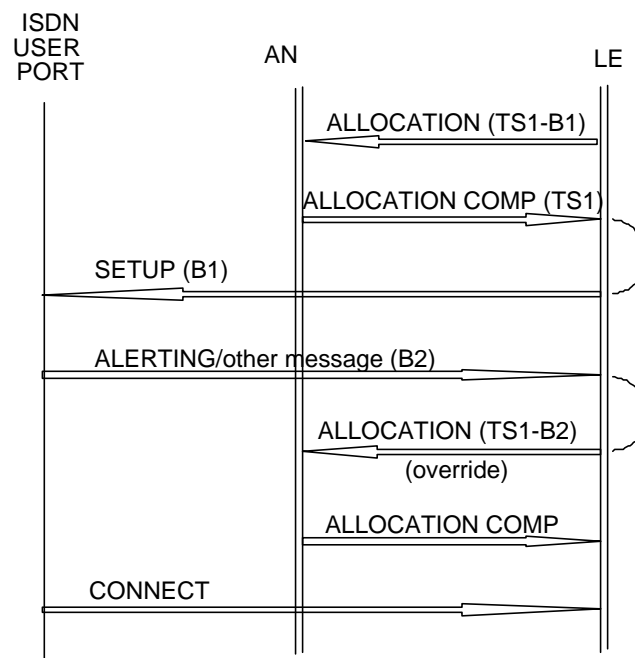 ISDN
USER
PORT
AN
LE
ALLOCATION (TS1-B1)
ALLOCATION COMP (TS1)
SETUP (B1)
ALERTING/other message (B2)
ALLOCATION (TS1-B2)
(override)
ALLOCATION COMP
CONNECT